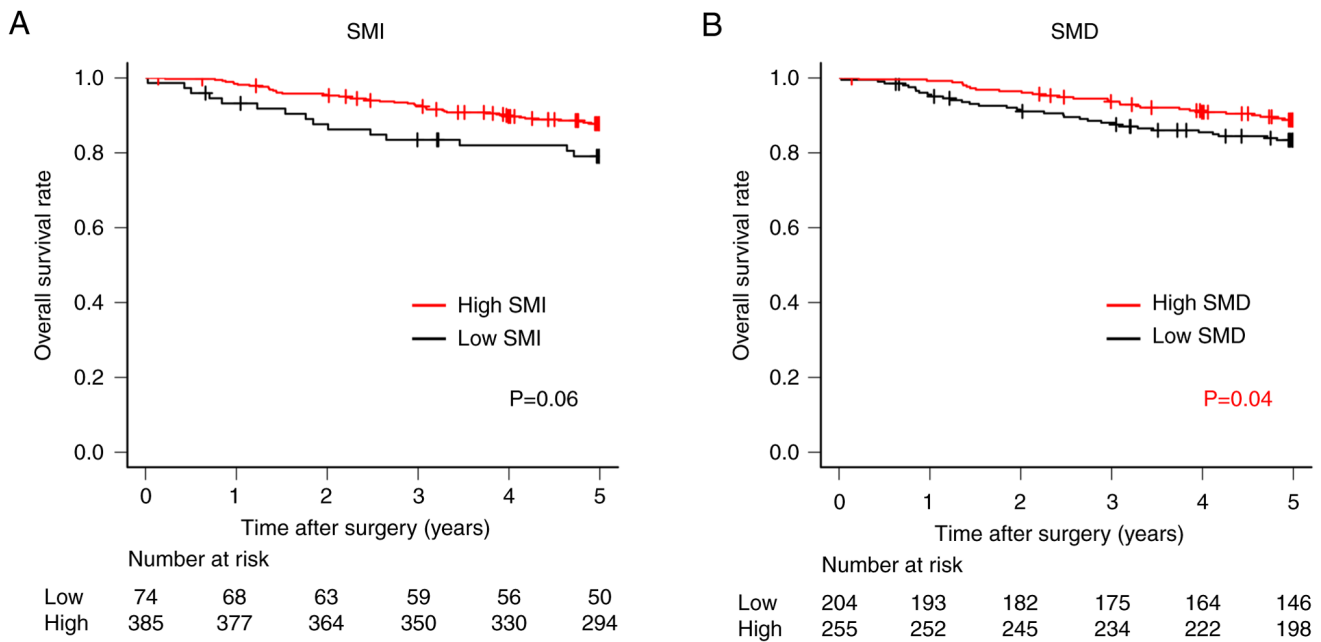 A
SMI
Overall survival rate
1.0
0.8
0.6
0.4
0.2
0.0
High SMI
Low SMI
P=0.06
0 1 2 3 4 5
Time after surgery (years)
Number at risk
Low 74 68 63 59 56 50
High 385 377 364 350 330 294
B
SMD
Overall survival rate
1.0
0.8
0.6
0.4
0.2
0.0
High SMD
Low SMD
P=0.04
0 1 2 3 4 5
Time after surgery (years)
Number at risk
Low 204 193 182 175 164 146
High 255 252 245 234 222 198